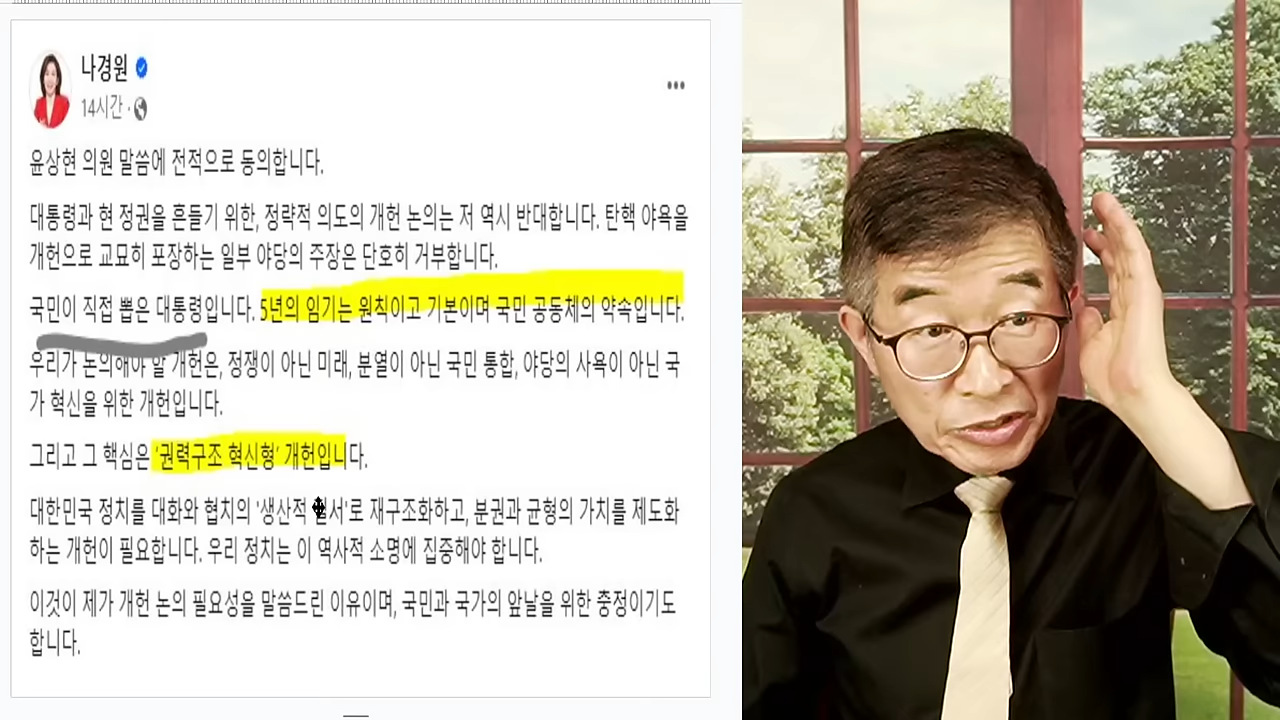 나경원
14시간 ·
윤상현 의원 말씀에 전적으로 동의합니다.
대통령과 현 정권을 흔들기 위한, 정략적 의도의 개헌 논의는 저 역시 반대합니다. 탄핵 야욕을
개헌으로 교묘히 포장하는 일부 야당의 주장은 단호히 거부합니다.
국민이 직접 뽑은 대통령입니다. 5년의 임기는 원칙이고 기본이며 국민 공동체의 약속입니다.
우리가 논의해야 할 개헌은, 정쟁이 아닌 미래, 분열이 아닌 국민 통합, 야당의 사욕이 아닌 국
가 혁신을 위한 개헌입니다.
그리고 그 핵심은 '권력구조 혁신형' 개헌입니다.
대한민국 정치를 대화와 협치의 '생산적 로 재구조화하고, 분권과 균형의 가치를 제도화
하는 개헌이 필요합니다. 우리 정치는 이 역사적 소명에 집중해야 합니다.
이것이 제가 개헌 논의 필요성을 말씀드린 이유이며, 국민과 국가의 앞날을 위한 충정이기도
합니다.